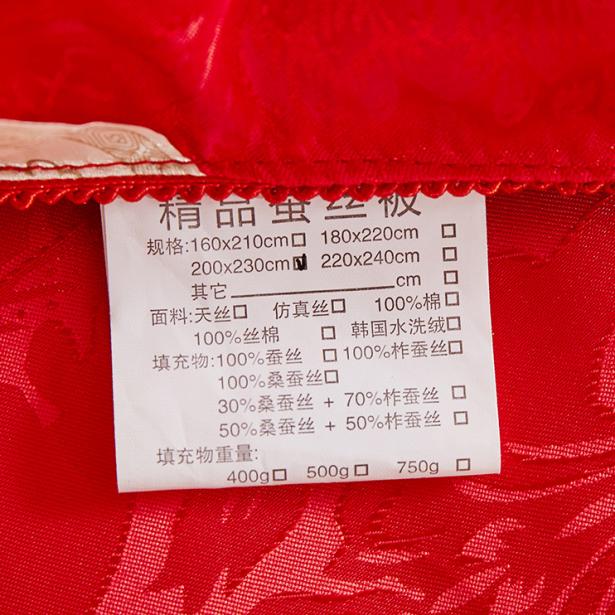 精品蚕丝被
规格:160x210cm□ 180x220cm □
200x230cm☑ 220x240cm □
其它____________cm □
面料:天丝□ 仿真丝□ 100%棉□
100%丝棉 □ 韩国水洗绒□
填充物:100%蚕丝 □ 100%柞蚕丝□
100%桑蚕丝□
30%桑蚕丝 + 70%柞蚕丝 □
50%桑蚕丝 + 50%柞蚕丝 □
填充物重量:
400g□ 500g□ 750g □